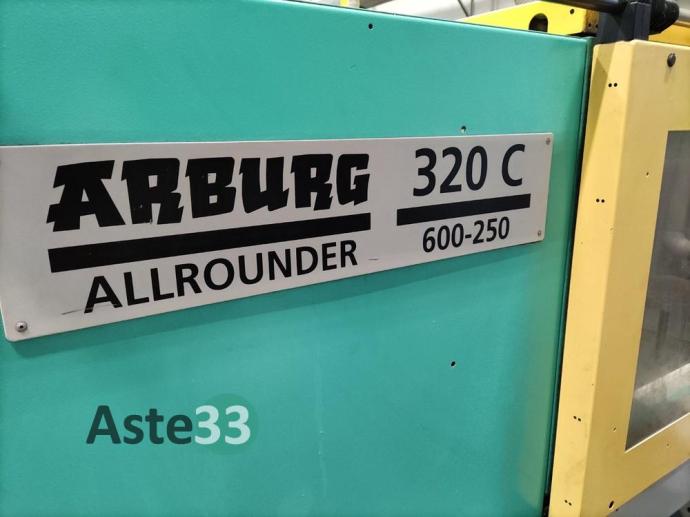 ARBURG
ALLROUNDER
320 C
600-250
Aste33